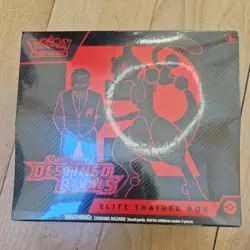 Pokémon
DESTINED
RIVALS
ELITE TRAINER BOX
WARNING: CHOKING HAZARD-Small parts. Not for children under 3 years.